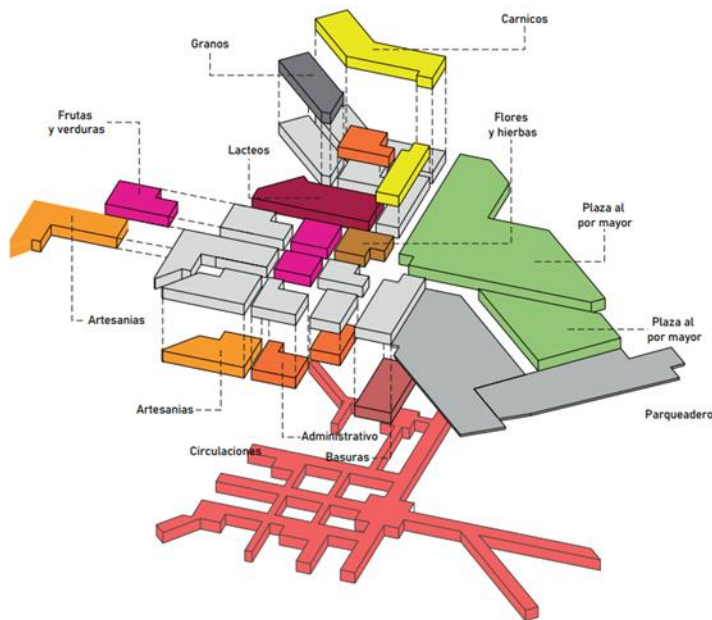 Carnicos
Granos
Frutas
y verduras
Flores
y hierbas
Lacteos
Plaza al
por mayor
Artesanias
Plaza al
por mayor
Artesanias
Parqueadero
Administrativo
Circulaciones
Basuras